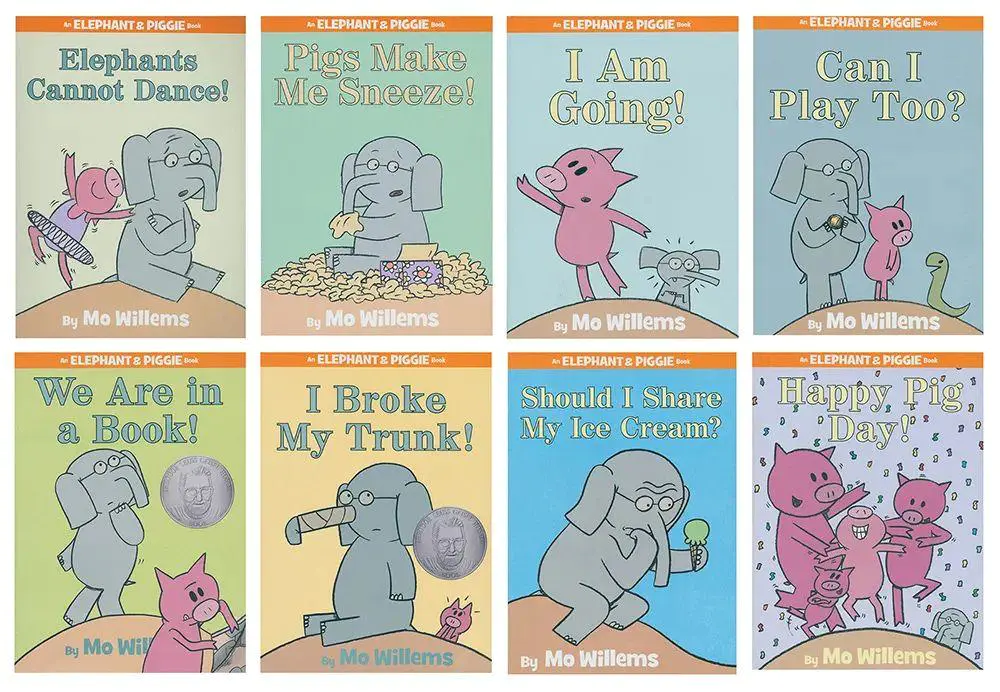 An ELEPHANT & PIGGIE Book
Elephants
Cannot Dance!
By Mo Willems
An ELEPHANT & PIGGIE Book
Pigs Make
Me Sneeze!
By Mo Willems
An ELEPHANT & PIGGIE Book
I Am
Going!
By Mo Willems
An ELEPHANT & PIGGIE Book
Can I
Play Too?
By Mo Willems
An ELEPHANT & PIGGIE Book
We Are in
a Book!
By Mo Will
An ELEPHANT & PIGGIE Book
I Broke
My Trunk!
By Mo Willems
An ELEPHANT & PIGGIE Book
Should I Share
My Ice Cream?
By Mo Willems
An ELEPHANT & PIGGIE Book
Happy Pig
Day!
By Mo Willems